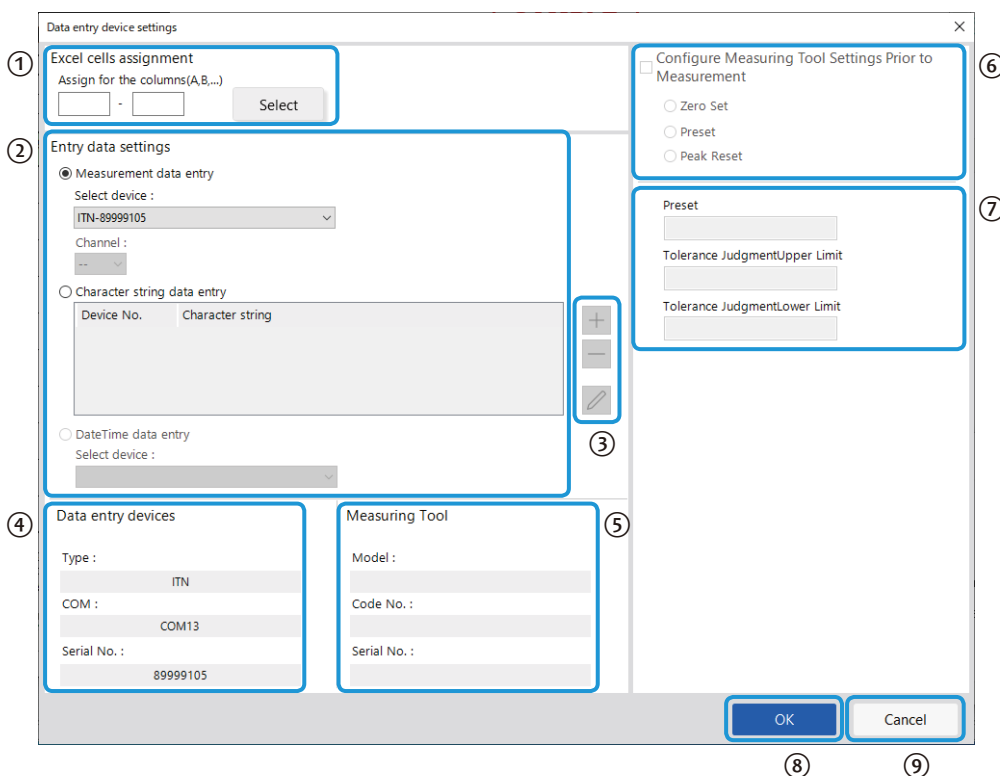 Data entry device settings
①
Excel cells assignment
Assign for the columns(A,B,...)
-
Select
②
Entry data settings
Measurement data entry
Select device :
ITN-89999105
Channel :
--
Character string data entry
Device No. Character string
③
DateTime data entry
Select device :
④
Data entry devices
Type :
ITN
COM :
COM13
Serial No. :
89999105
Measuring Tool
⑤
Model :
Code No. :
Serial No. :
Configure Measuring Tool Settings Prior to
Measurement
⑥
Zero Set
Preset
Peak Reset
⑦
Preset
Tolerance JudgmentUpper Limit
Tolerance JudgmentLower Limit
OK
Cancel
⑧
⑨